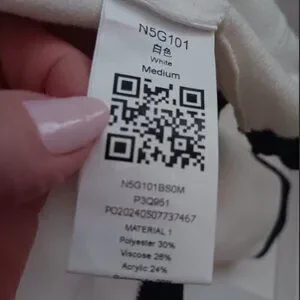 N5G101
白色
White
Medium
N5G101BS0M
P3Q951
PO20240507737467
MATERIAL 1
Polyester 30%
Viscose 26%
Acrylic 24%